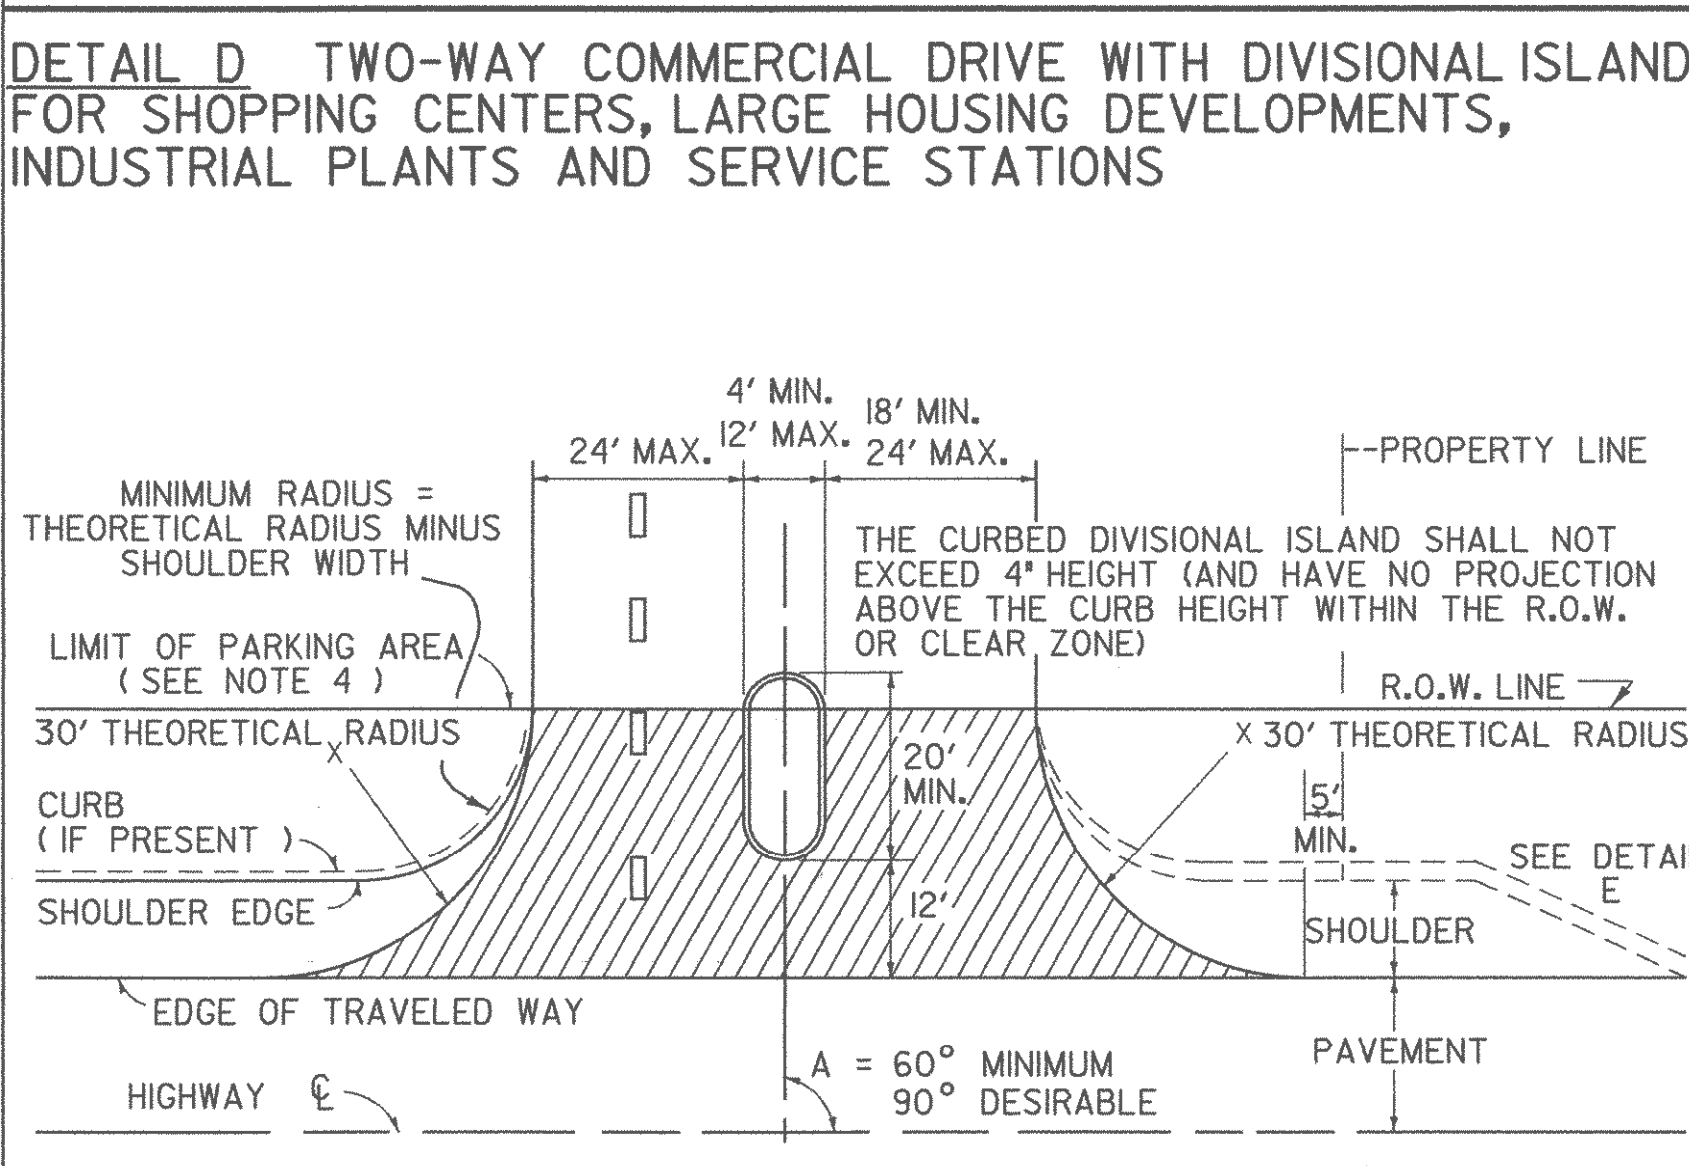 DETAIL D TWO-WAY COMMERCIAL DRIVE WITH DIVISIONAL ISLAND
FOR SHOPPING CENTERS, LARGE HOUSING DEVELOPMENTS,
INDUSTRIAL PLANTS AND SERVICE STATIONS
4' MIN.
12' MAX.
18' MIN.
24' MAX.
24' MAX.
--PROPERTY LINE
MINIMUM RADIUS =
THEORETICAL RADIUS MINUS
SHOULDER WIDTH
THE CURBED DIVISIONAL ISLAND SHALL NOT
EXCEED 4" HEIGHT (AND HAVE NO PROJECTION
ABOVE THE CURB HEIGHT WITHIN THE R.O.W.
OR CLEAR ZONE)
LIMIT OF PARKING AREA
( SEE NOTE 4 )
R.O.W. LINE
30' THEORETICAL RADIUS
X
X 30' THEORETICAL RADIUS
20'
MIN.
CURB
( IF PRESENT )
5'
MIN.
SEE DETAI
E
SHOULDER EDGE
12'
SHOULDER
EDGE OF TRAVELED WAY
PAVEMENT
A = 60° MINIMUM
90° DESIRABLE
HIGHWAY ℄